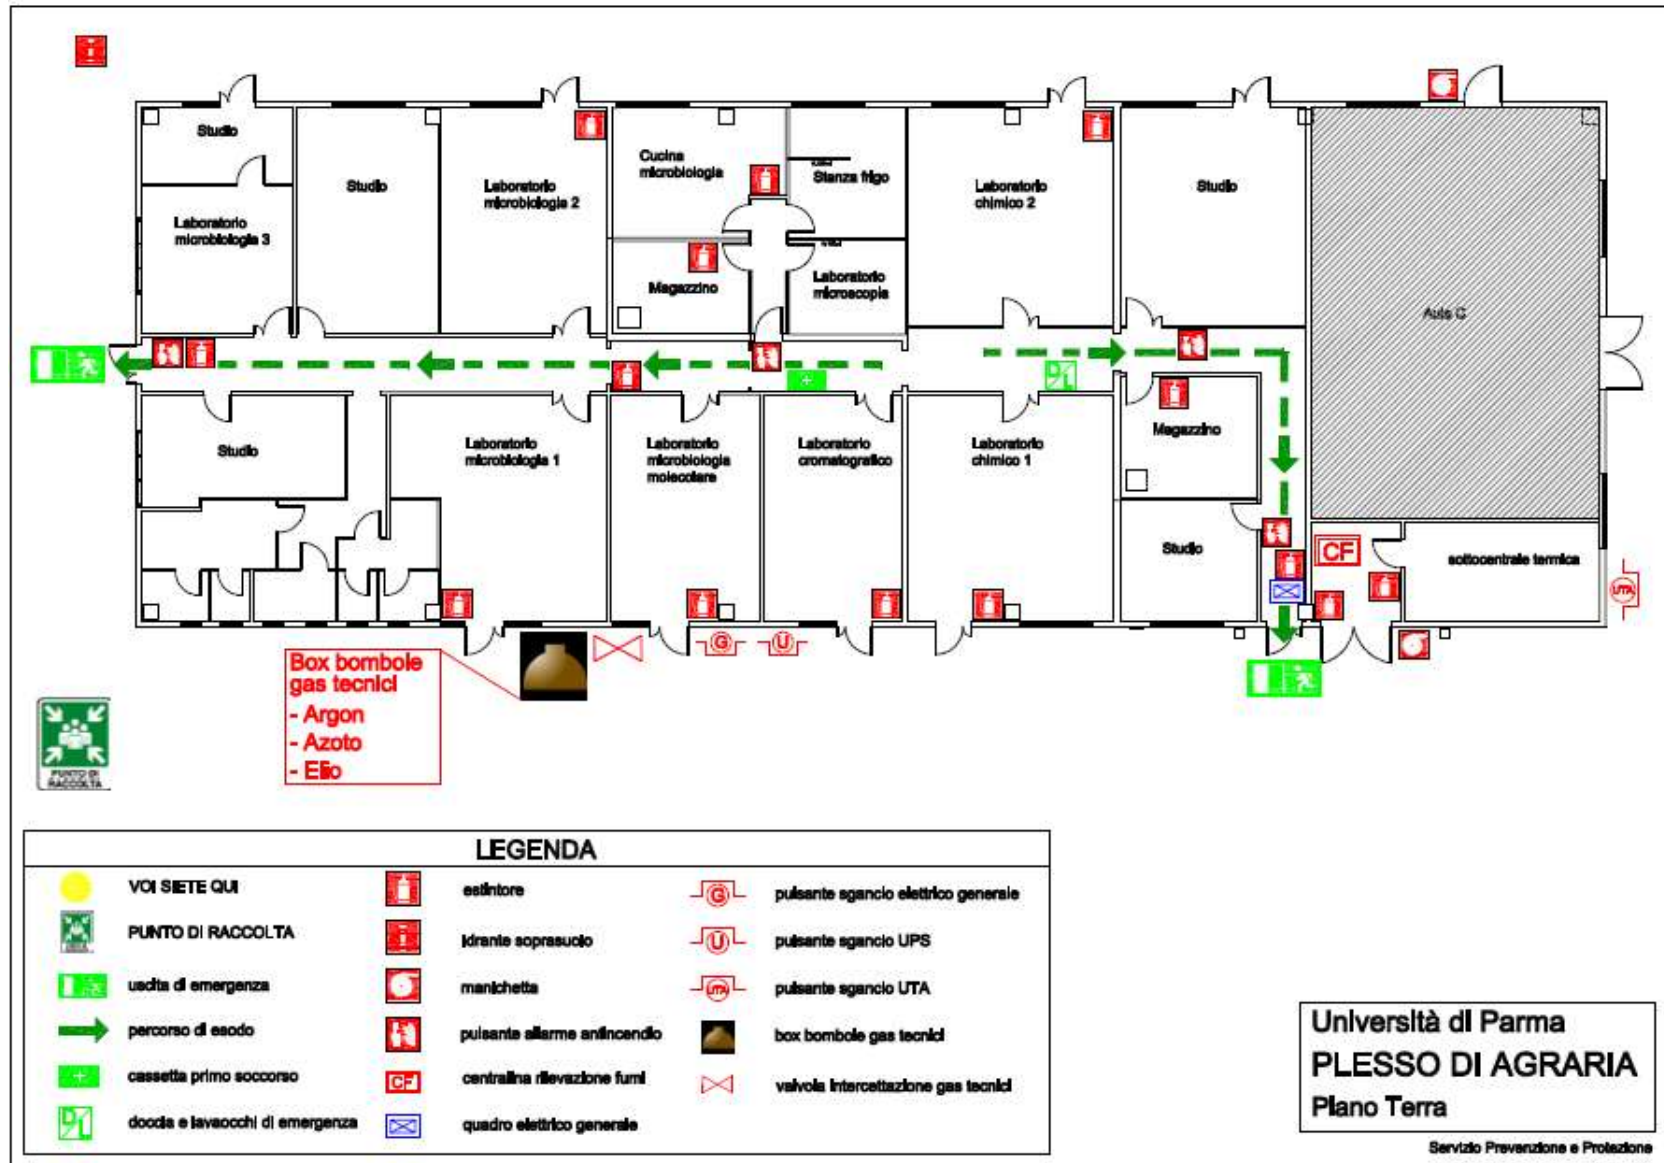 Studio
Studio
Laboratorio
microbiologia 2
Cucina
microbiologia
Stanza frigo
Laboratorio
chimico 2
Studio
Laboratorio
microbiologia 3
Magazzino
Laboratorio
microscopia
Aula C
D
L
Studio
Laboratorio
microbiologia 1
Laboratorio
microbiologia
molecolare
Laboratorio
cromatografico
Laboratorio
chimico 1
Magazzino
Studio
CF
sottocentrale termica
UTA
G
U
Box bombole
gas tecnici
- Argon
- Azoto
- Elio
PUNTO DI
RACCOLTA
LEGENDA
VOI SIETE QUI
PUNTO DI RACCOLTA
uscita di emergenza
percorso di esodo
cassetta primo soccorso
D
L
doccia e lavaocchi di emergenza
estintore
idrante soprasuolo
manichetta
pulsante allarme antincendio
CF
centralina rilevazione fumi
quadro elettrico generale
G
pulsante sgancio elettrico generale
U
pulsante sgancio UPS
UTA
pulsante sgancio UTA
box bombole gas tecnici
valvola intercettazione gas tecnici
Università di Parma
PLESSO DI AGRARIA
Piano Terra
Servizio Prevenzione e Protezione